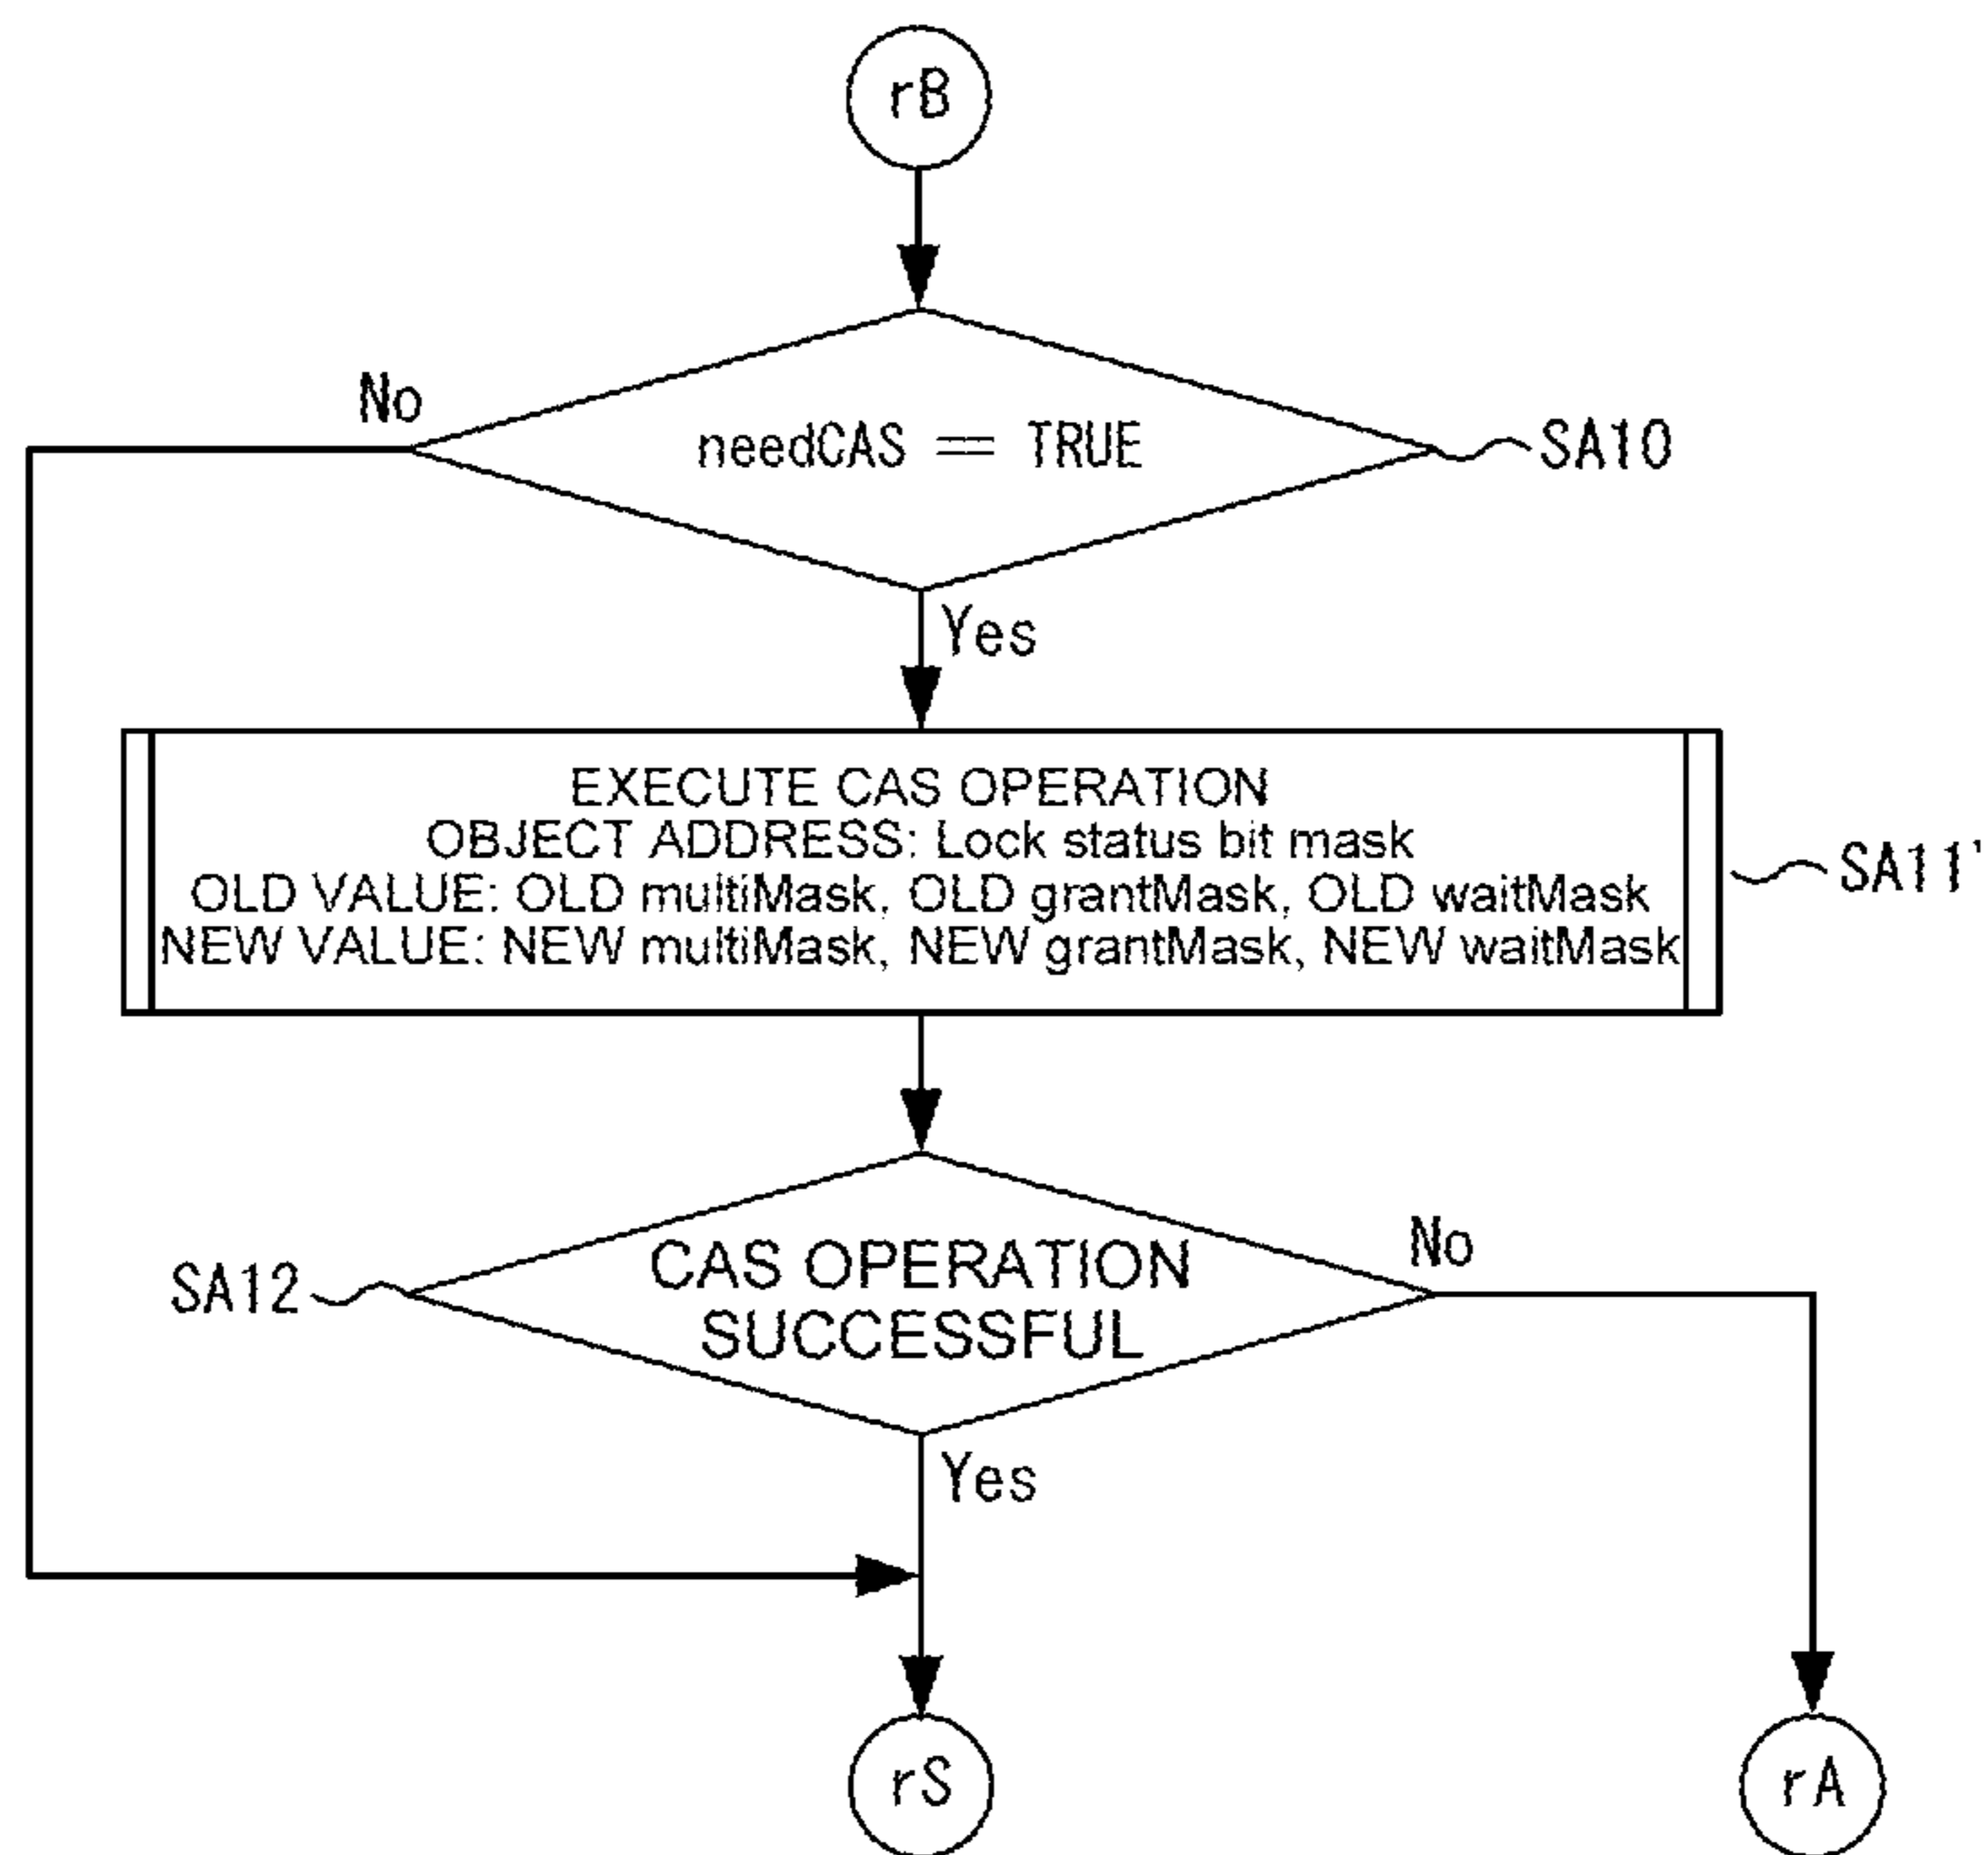 rB
No
needCAS == TRUE
SA10
Yes
EXECUTE CAS OPERATION
OBJECT ADDRESS: Lock status bit mask
OLD VALUE: OLD multiMask, OLD grantMask, OLD waitMask
NEW VALUE: NEW multiMask, NEW grantMask, NEW waitMask
SA11'
No
CAS OPERATION
SUCCESSFUL
SA12
Yes
rS
rA